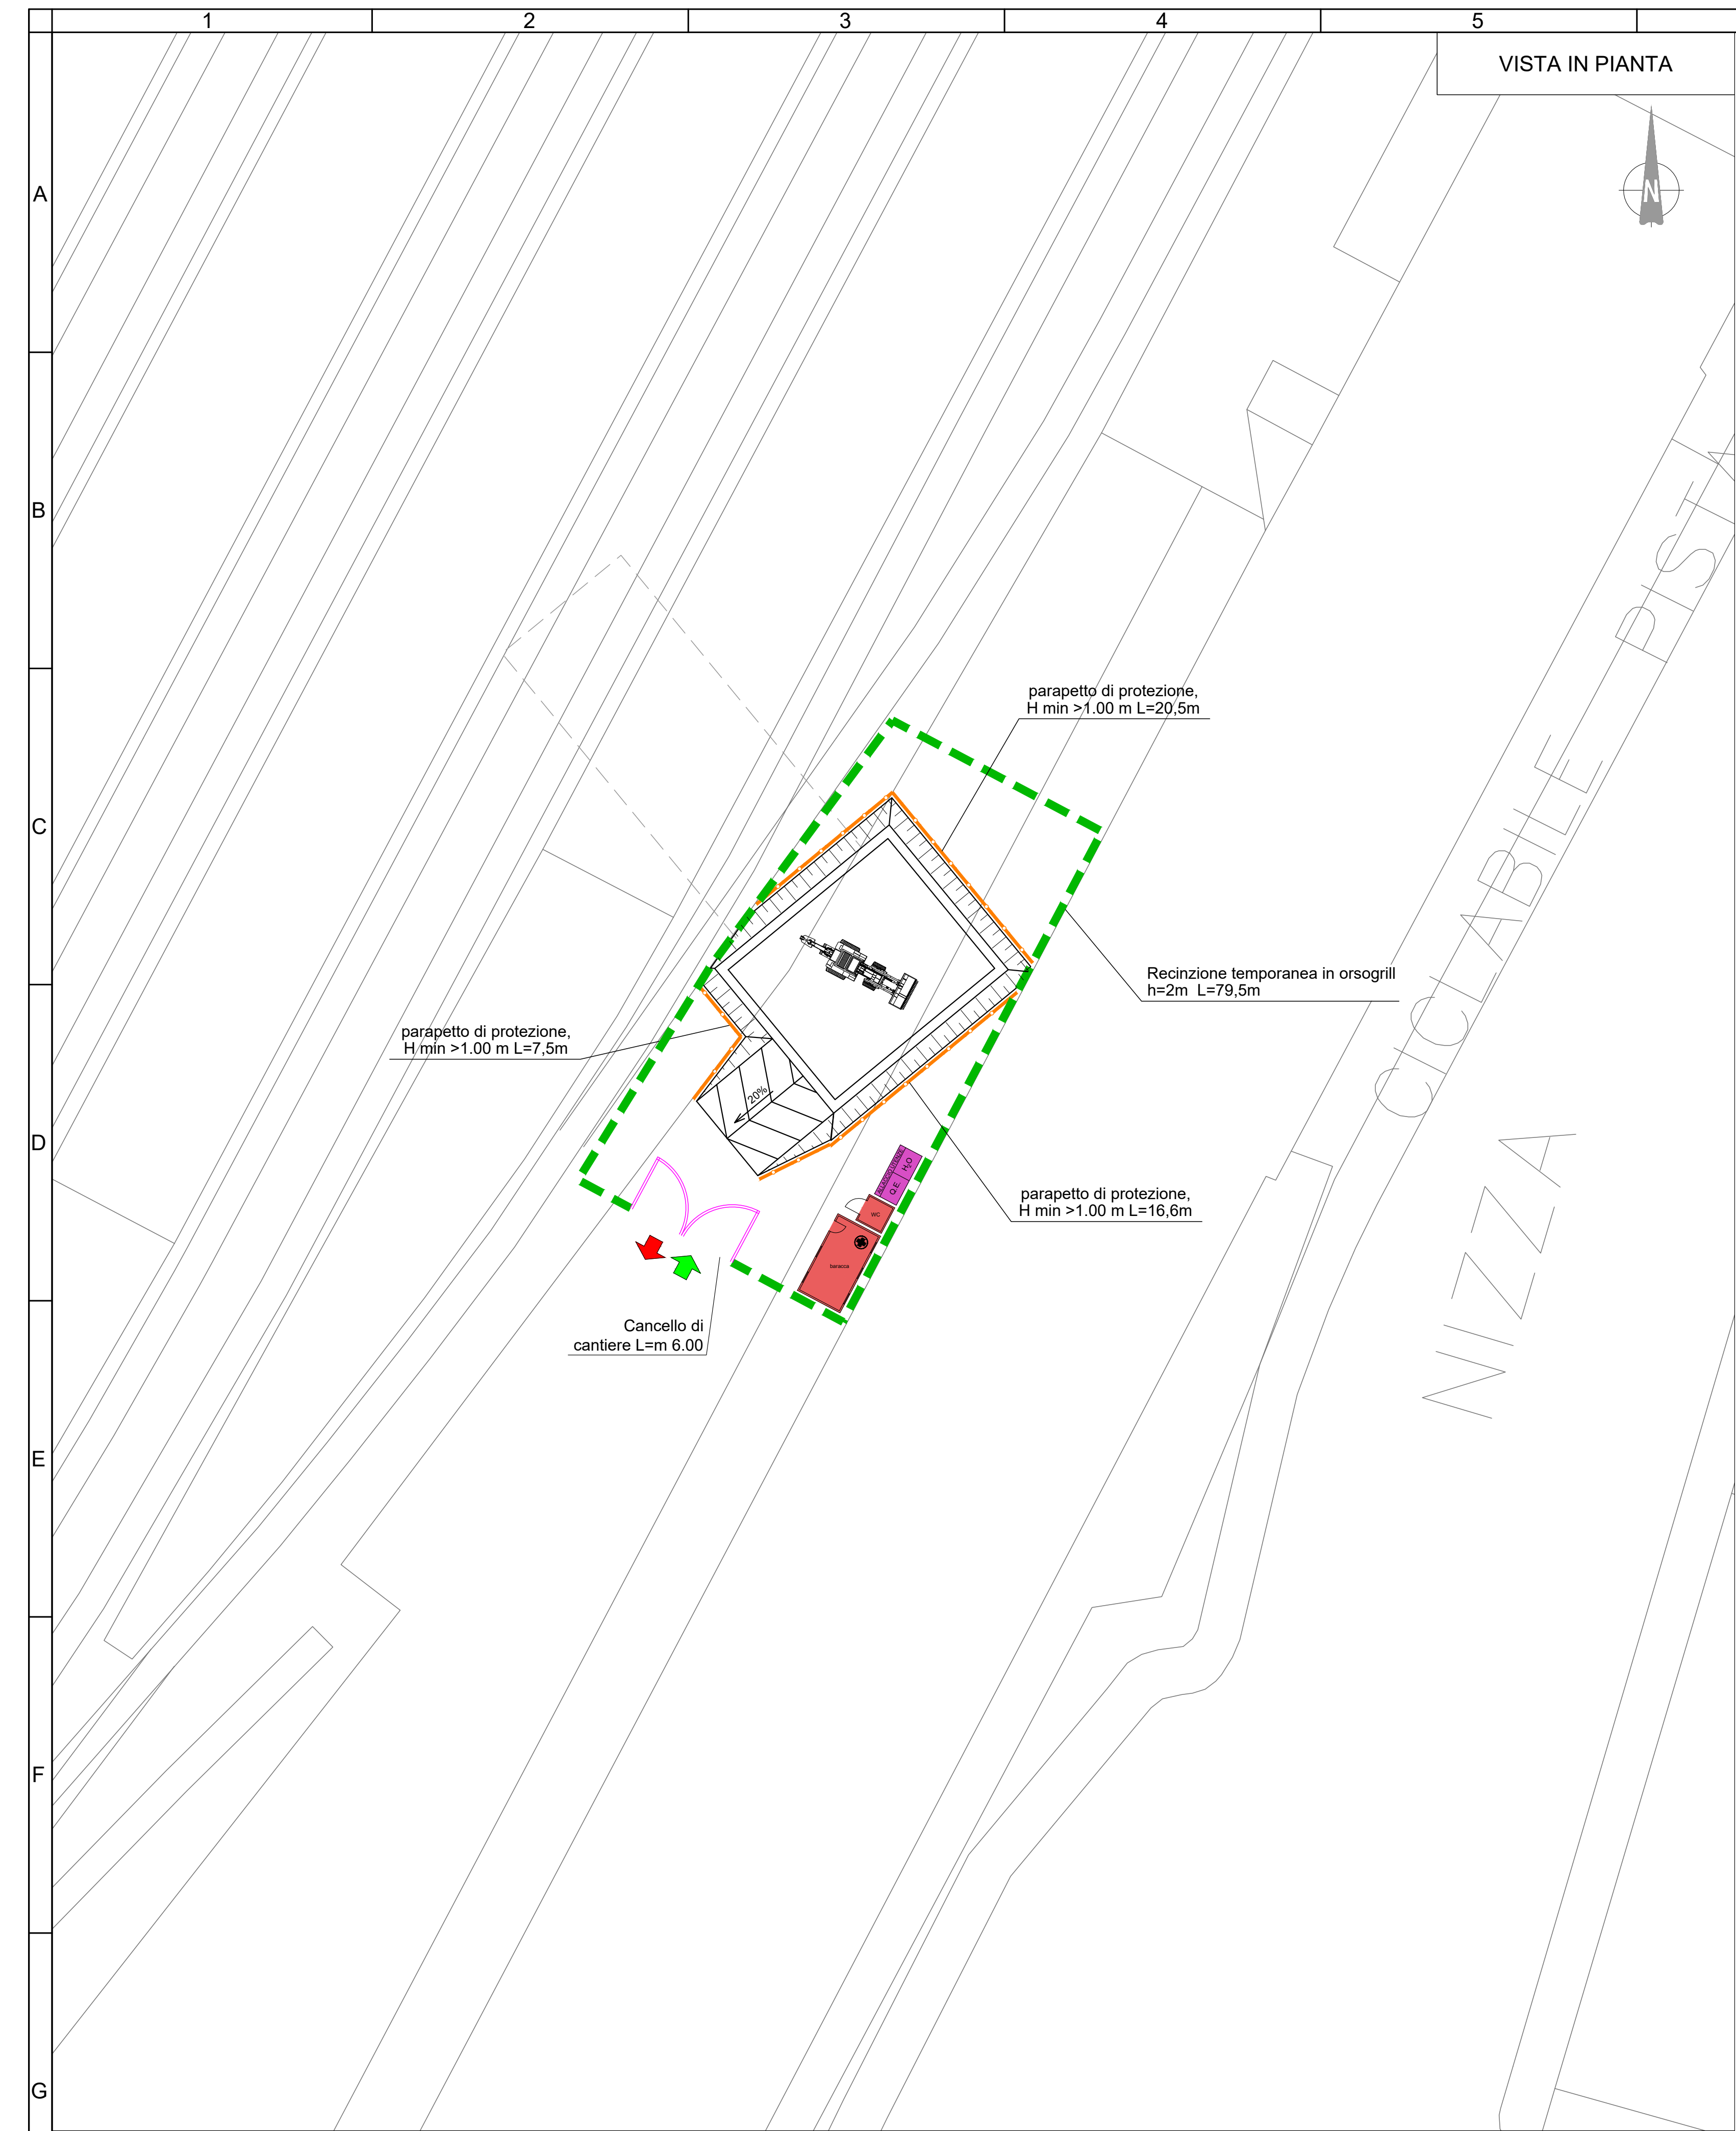 1 2 3 4 5
VISTA IN PIANTA
N
A
B
C
D
E
F
G
parapetto di protezione,
H min >1.00 m L=20,5m
Recinzione temporanea in orsogrill
h=2m L=79,5m
parapetto di protezione,
H min >1.00 m L=7,5m
20%
H2O
Q.E.
WC
baracca
parapetto di protezione,
H min >1.00 m L=16,6m
Cancello di
cantiere L=m 6.00
CICLABILE PISTA
NIZZA